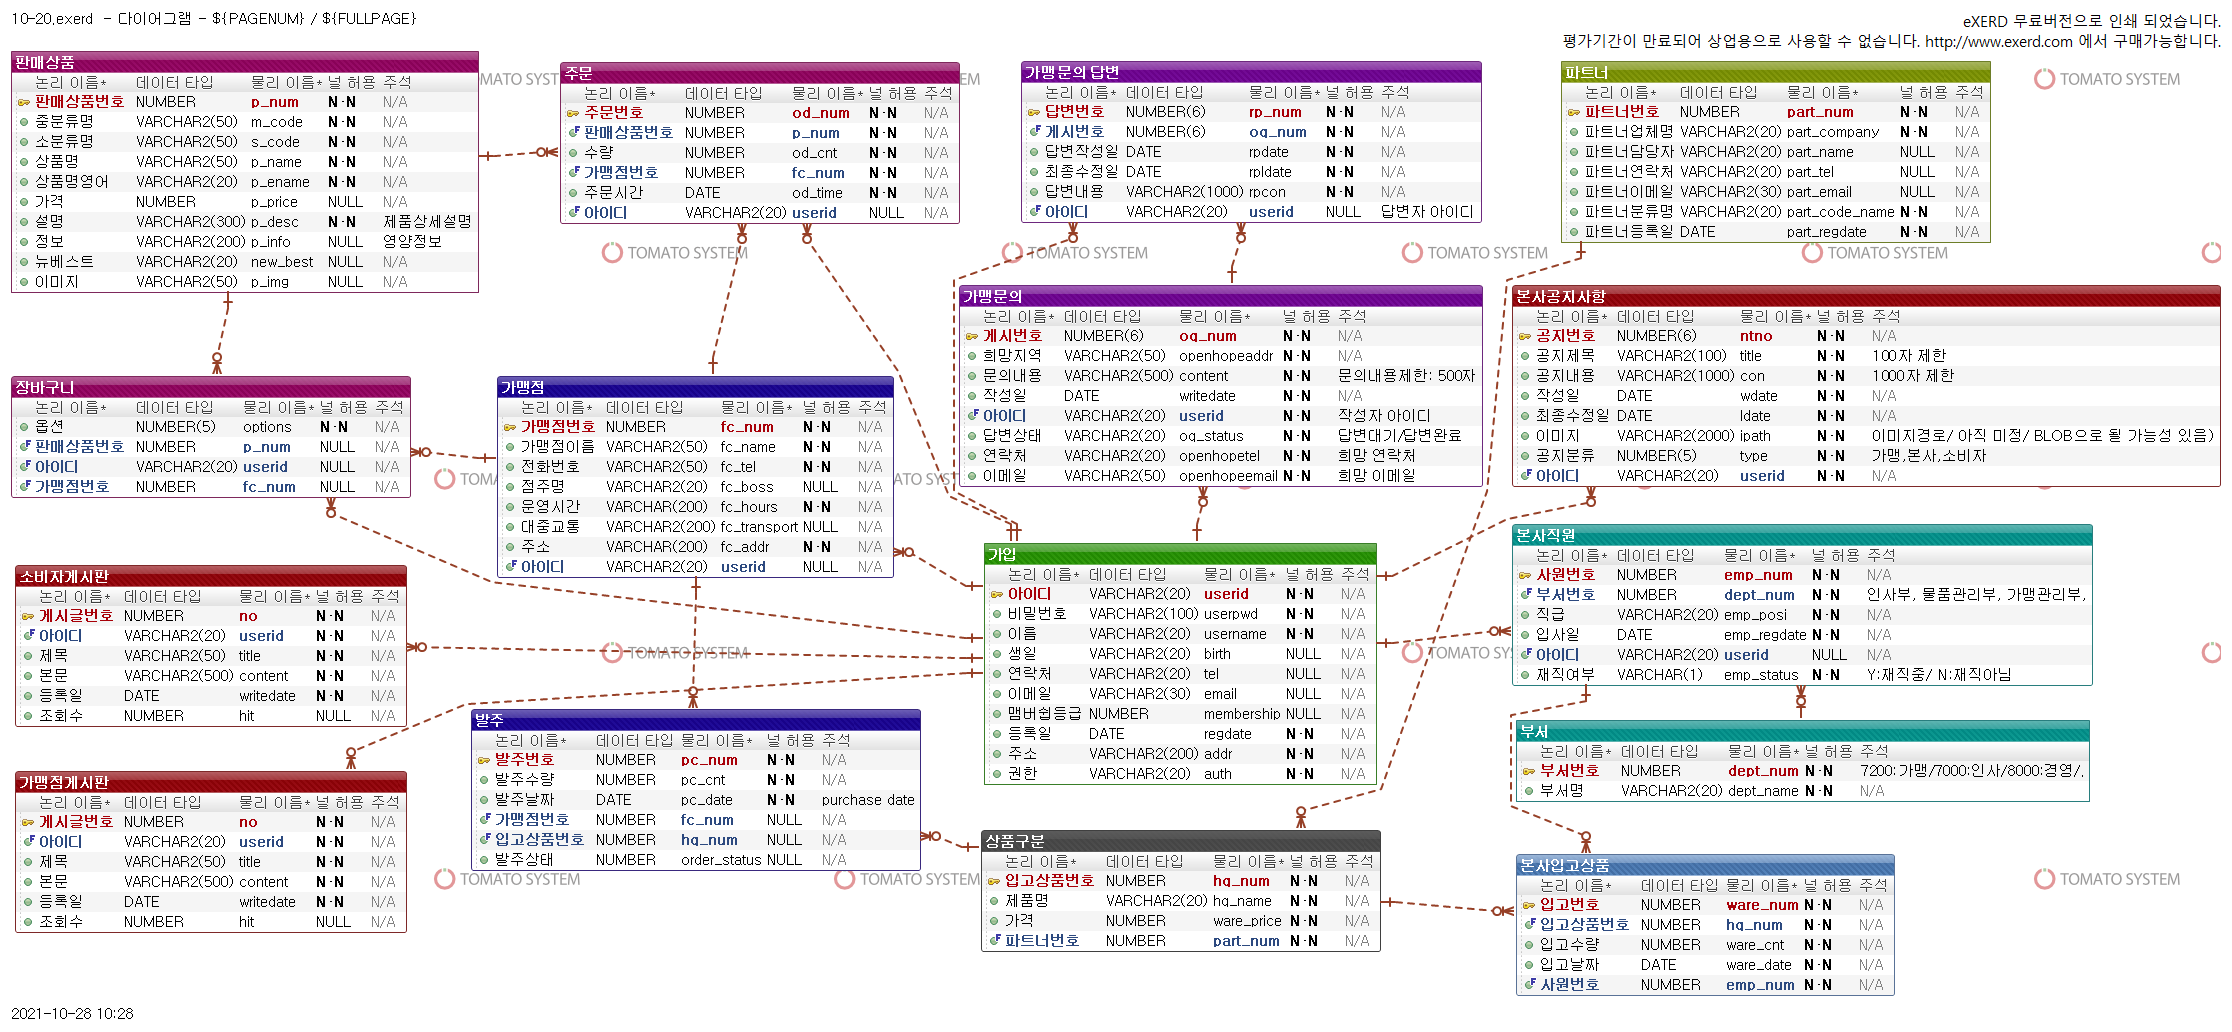 10-20.exerd  - 다이어그램 - ${PAGENUM} / ${FULLPAGE}
eXERD 무료버전으로 인쇄 되었습니다.
평가기간이 만료되어 상업용으로 사용할 수 없습니다. http://www.exerd.com 에서 구매가능합니다.
판매상품
논리 이름* 데이터 타입 물리 이름* 널 허용 주석
판매상품번호 NUMBER p_num N·N N/A
중분류명 VARCHAR2(50) m_code N·N N/A
소분류명 VARCHAR2(50) s_code N·N N/A
상품명 VARCHAR2(50) p_name N·N N/A
상품명영어 VARCHAR2(20) p_ename N·N N/A
가격 NUMBER p_price NULL N/A
설명 VARCHAR2(300) p_desc N·N 제품상세설명
정보 VARCHAR2(200) p_info NULL 영양정보
뉴베스트 VARCHAR2(20) new_best NULL N/A
이미지 VARCHAR2(50) p_img NULL N/A
주문
논리 이름* 데이터 타입 물리 이름* 널 허용 주석
주문번호 NUMBER od_num N·N N/A
판매상품번호 NUMBER p_num N·N N/A
수량 NUMBER od_cnt N·N N/A
가맹점번호 NUMBER fc_num N·N N/A
주문시간 DATE od_time N·N N/A
아이디 VARCHAR2(20) userid NULL N/A
가맹문의 답변
논리 이름* 데이터 타입 물리 이름* 널 허용 주석
답변번호 NUMBER(6) rp_num N·N N/A
게시번호 NUMBER(6) oq_num N·N N/A
답변작성일 DATE rpdate N·N N/A
최종수정일 DATE rpldate N·N N/A
답변내용 VARCHAR2(1000) rpcon N·N N/A
아이디 VARCHAR2(20) userid NULL 답변자 아이디
파트너
논리 이름* 데이터 타입 물리 이름* 널 허용 주석
파트너번호 NUMBER part_num N·N N/A
파트너업체명 VARCHAR2(20) part_company N·N N/A
파트너담당자 VARCHAR2(20) part_name NULL N/A
파트너연락처 VARCHAR2(20) part_tel NULL N/A
파트너이메일 VARCHAR2(30) part_email NULL N/A
파트너분류명 VARCHAR2(20) part_code_name N·N N/A
파트너등록일 DATE part_regdate N·N N/A
TOMATO SYSTEM
TOMATO SYSTEM
TOMATO SYSTEM
TOMATO SYSTEM
TOMATO SYSTEM
가맹문의
논리 이름* 데이터 타입 물리 이름* 널 허용 주석
게시번호 NUMBER(6) oq_num N·N N/A
희망지역 VARCHAR2(50) openhopeaddr N·N N/A
문의내용 VARCHAR2(500) content N·N 문의내용제한: 500자
작성일 DATE writedate N·N N/A
아이디 VARCHAR2(20) userid N·N 작성자 아이디
답변상태 VARCHAR2(20) oq_status N·N 답변대기/답변완료
연락처 VARCHAR2(20) openhopetel N·N 희망 연락처
이메일 VARCHAR2(50) openhopeemail N·N 희망 이메일
본사공지사항
논리 이름* 데이터 타입 물리 이름* 널 허용 주석
공지번호 NUMBER(6) ntno N·N N/A
공지제목 VARCHAR2(100) title N·N 100자 제한
공지내용 VARCHAR2(1000) con N·N 1000자 제한
작성일 DATE wdate N·N N/A
최종수정일 DATE ldate N·N N/A
이미지 VARCHAR2(2000) ipath N·N 이미지경로/ 아직 미정/ BLOB으로 될 가능성 있음)
공지분류 NUMBER(5) type N·N 가맹,본사,소비자
아이디 VARCHAR2(20) userid N·N N/A
장바구니
논리 이름* 데이터 타입 물리 이름* 널 허용 주석
옵션 NUMBER(5) options N·N N/A
판매상품번호 NUMBER p_num NULL N/A
아이디 VARCHAR2(20) userid NULL N/A
가맹점번호 NUMBER fc_num NULL N/A
가맹점
논리 이름* 데이터 타입 물리 이름* 널 허용 주석
가맹점번호 NUMBER fc_num N·N N/A
가맹점이름 VARCHAR2(50) fc_name N·N N/A
전화번호 VARCHAR2(50) fc_tel N·N N/A
점주명 VARCHAR2(20) fc_boss NULL N/A
운영시간 VARCHAR(200) fc_hours N·N N/A
대중교통 VARCHAR2(200) fc_transport NULL N/A
주소 VARCHAR(200) fc_addr N·N N/A
아이디 VARCHAR2(20) userid NULL N/A
가입
논리 이름* 데이터 타입 물리 이름* 널 허용 주석
아이디 VARCHAR2(20) userid N·N N/A
비밀번호 VARCHAR2(100) userpwd N·N N/A
이름 VARCHAR2(20) username N·N N/A
생일 VARCHAR2(20) birth NULL N/A
연락처 VARCHAR2(20) tel NULL N/A
이메일 VARCHAR2(30) email NULL N/A
맴버쉽등급 NUMBER membership NULL N/A
등록일 DATE regdate N·N N/A
주소 VARCHAR2(200) addr N·N N/A
권한 VARCHAR2(20) auth N·N N/A
본사직원
논리 이름* 데이터 타입 물리 이름* 널 허용 주석
사원번호 NUMBER emp_num N·N N/A
부서번호 NUMBER dept_num N·N 인사부, 물품관리부, 가맹관리부,
직급 VARCHAR2(20) emp_posi N·N N/A
입사일 DATE emp_regdate N·N N/A
아이디 VARCHAR2(20) userid NULL N/A
재직여부 VARCHAR(1) emp_status N·N Y:재직중/ N:재직아님
소비자게시판
논리 이름* 데이터 타입 물리 이름* 널 허용 주석
게시글번호 NUMBER no N·N N/A
아이디 VARCHAR2(20) userid N·N N/A
제목 VARCHAR2(50) title N·N N/A
본문 VARCHAR2(500) content N·N N/A
등록일 DATE writedate N·N N/A
조회수 NUMBER hit NULL N/A
TOMATO SYSTEM
부서
논리 이름* 데이터 타입 물리 이름* 널 허용 주석
부서번호 NUMBER dept_num N·N 7200:가맹/7000:인사/8000:경영/.
부서명 VARCHAR2(20) dept_name N·N N/A
발주
논리 이름* 데이터 타입 물리 이름* 널 허용 주석
발주번호 NUMBER pc_num N·N N/A
발주수량 NUMBER pc_cnt N·N N/A
발주날짜 DATE pc_date N·N purchase date
가맹점번호 NUMBER fc_num NULL N/A
입고상품번호 NUMBER hq_num NULL N/A
발주상태 NUMBER order_status NULL N/A
가맹점게시판
논리 이름* 데이터 타입 물리 이름* 널 허용 주석
게시글번호 NUMBER no N·N N/A
아이디 VARCHAR2(20) userid N·N N/A
제목 VARCHAR2(50) title N·N N/A
본문 VARCHAR2(500) content N·N N/A
등록일 DATE writedate N·N N/A
조회수 NUMBER hit NULL N/A
상품구분
논리 이름* 데이터 타입 물리 이름* 널 허용 주석
입고상품번호 NUMBER hq_num N·N N/A
제품명 VARCHAR2(20) hq_name N·N N/A
가격 NUMBER ware_price N·N N/A
파트너번호 NUMBER part_num N·N N/A
본사입고상품
논리 이름* 데이터 타입 물리 이름* 널 허용 주석
입고번호 NUMBER ware_num N·N N/A
입고상품번호 NUMBER hq_num N·N N/A
입고수량 NUMBER ware_cnt N·N N/A
입고날짜 DATE ware_date N·N N/A
사원번호 NUMBER emp_num N·N N/A
TOMATO SYSTEM
TOMATO SYSTEM
TOMATO SYSTEM
2021-10-28 10:28